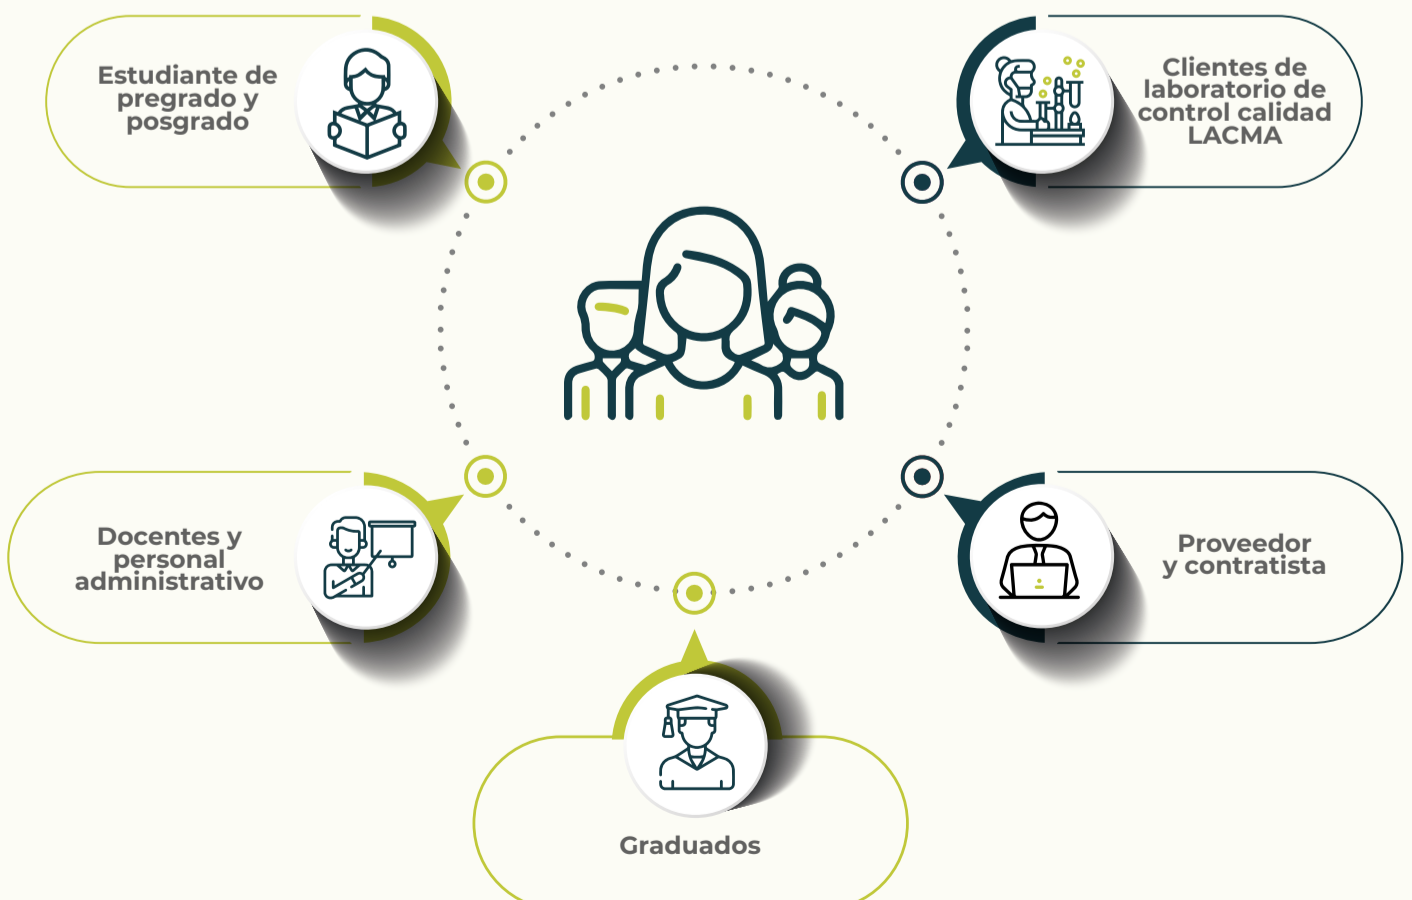 Estudiante de
pregrado y
posgrado
Clientes de
laboratorio de
control calidad
LACMA
Docentes y
personal
administrativo
Proveedor
y contratista
Graduados